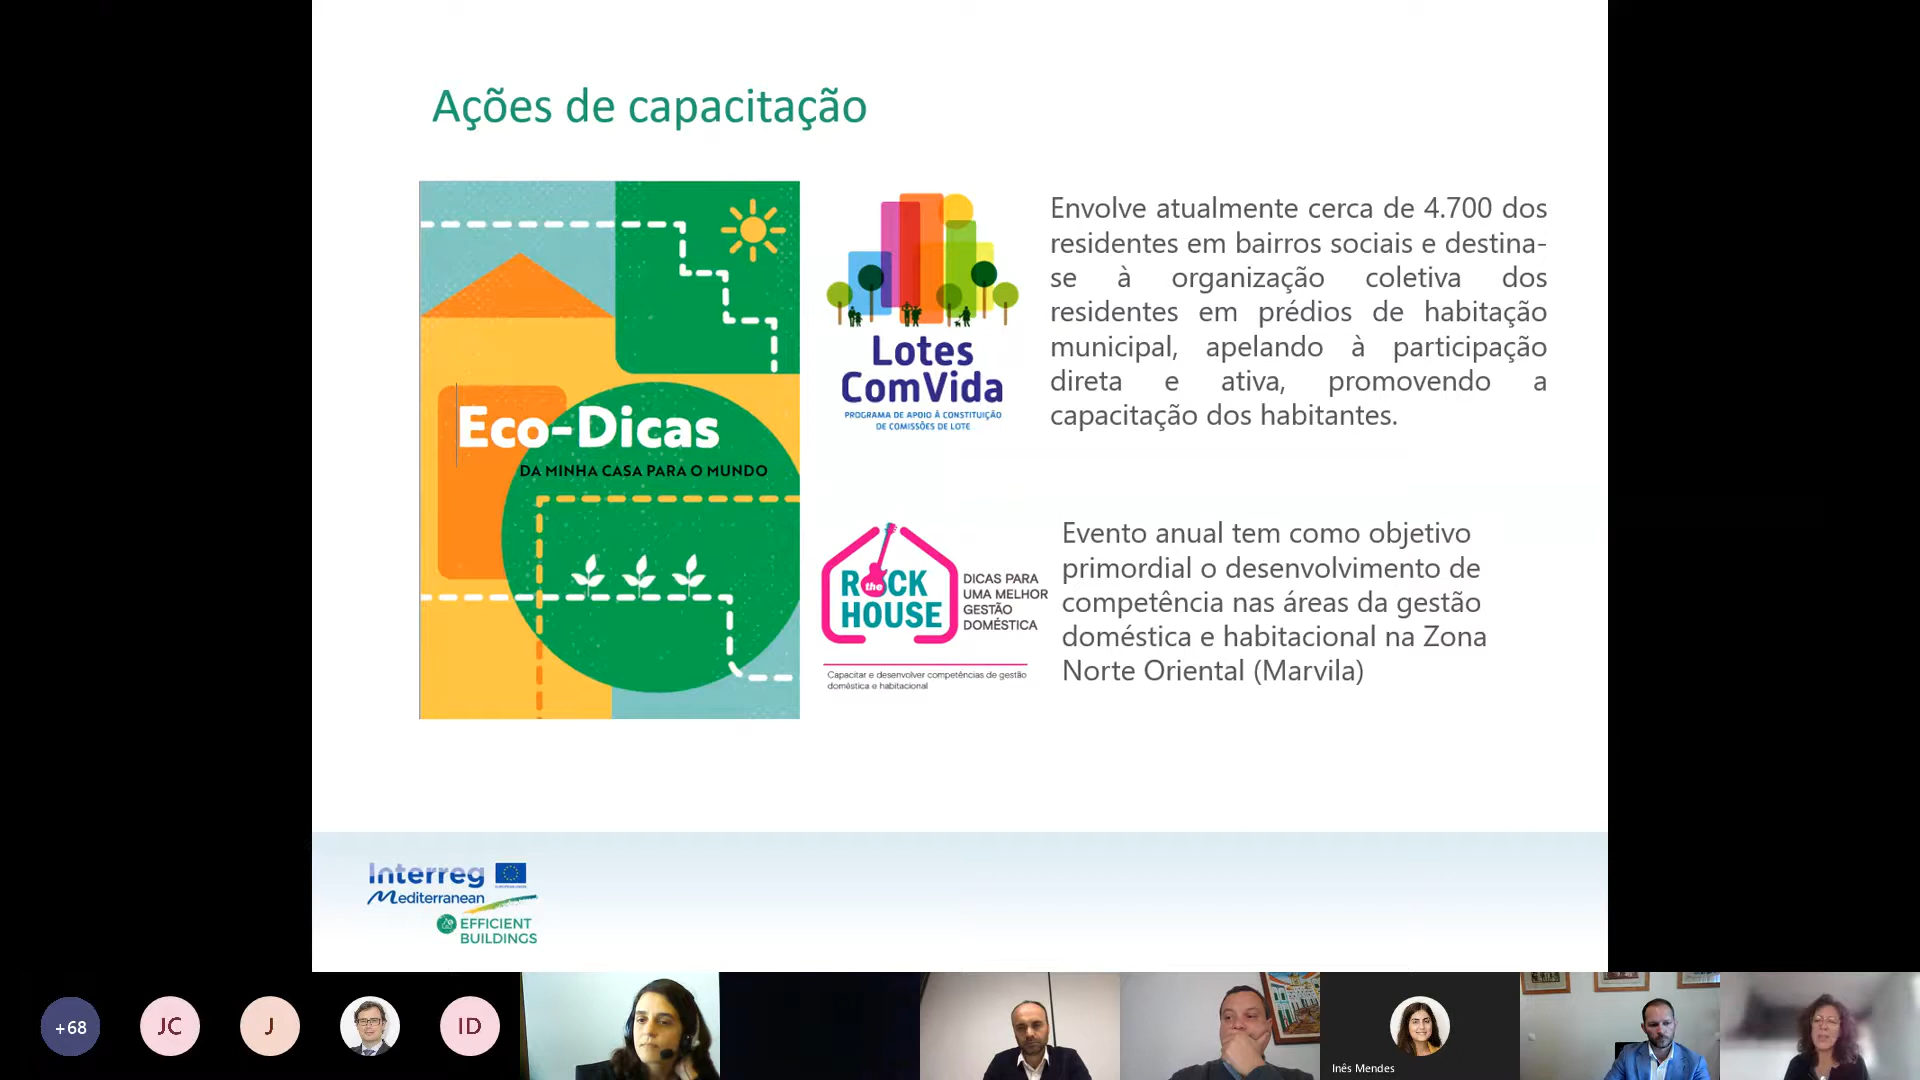 Ações de capacitação
Eco-Dicas
DA MINHA CASA PARA O MUNDO
Lotes
ComVida
PROGRAMA DE APOIO À CONSTITUIÇÃO
DE COMISSÕES DE LOTE
Envolve atualmente cerca de 4.700 dos
residentes em bairros sociais e destina-
se à organização coletiva dos
residentes em prédios de habitação
municipal, apelando à participação
direta e ativa, promovendo a
capacitação dos habitantes.
ROCK
the
HOUSE
DICAS PARA
UMA MELHOR
GESTÃO
DOMÉSTICA
Capacitar e desenvolver competências de gestão
doméstica e habitacional
Evento anual tem como objetivo
primordial o desenvolvimento de
competência nas áreas da gestão
doméstica e habitacional na Zona
Norte Oriental (Marvila)
Interreg
Mediterranean
EFFICIENT
BUILDINGS
+68
JC
J
ID
Inês Mendes